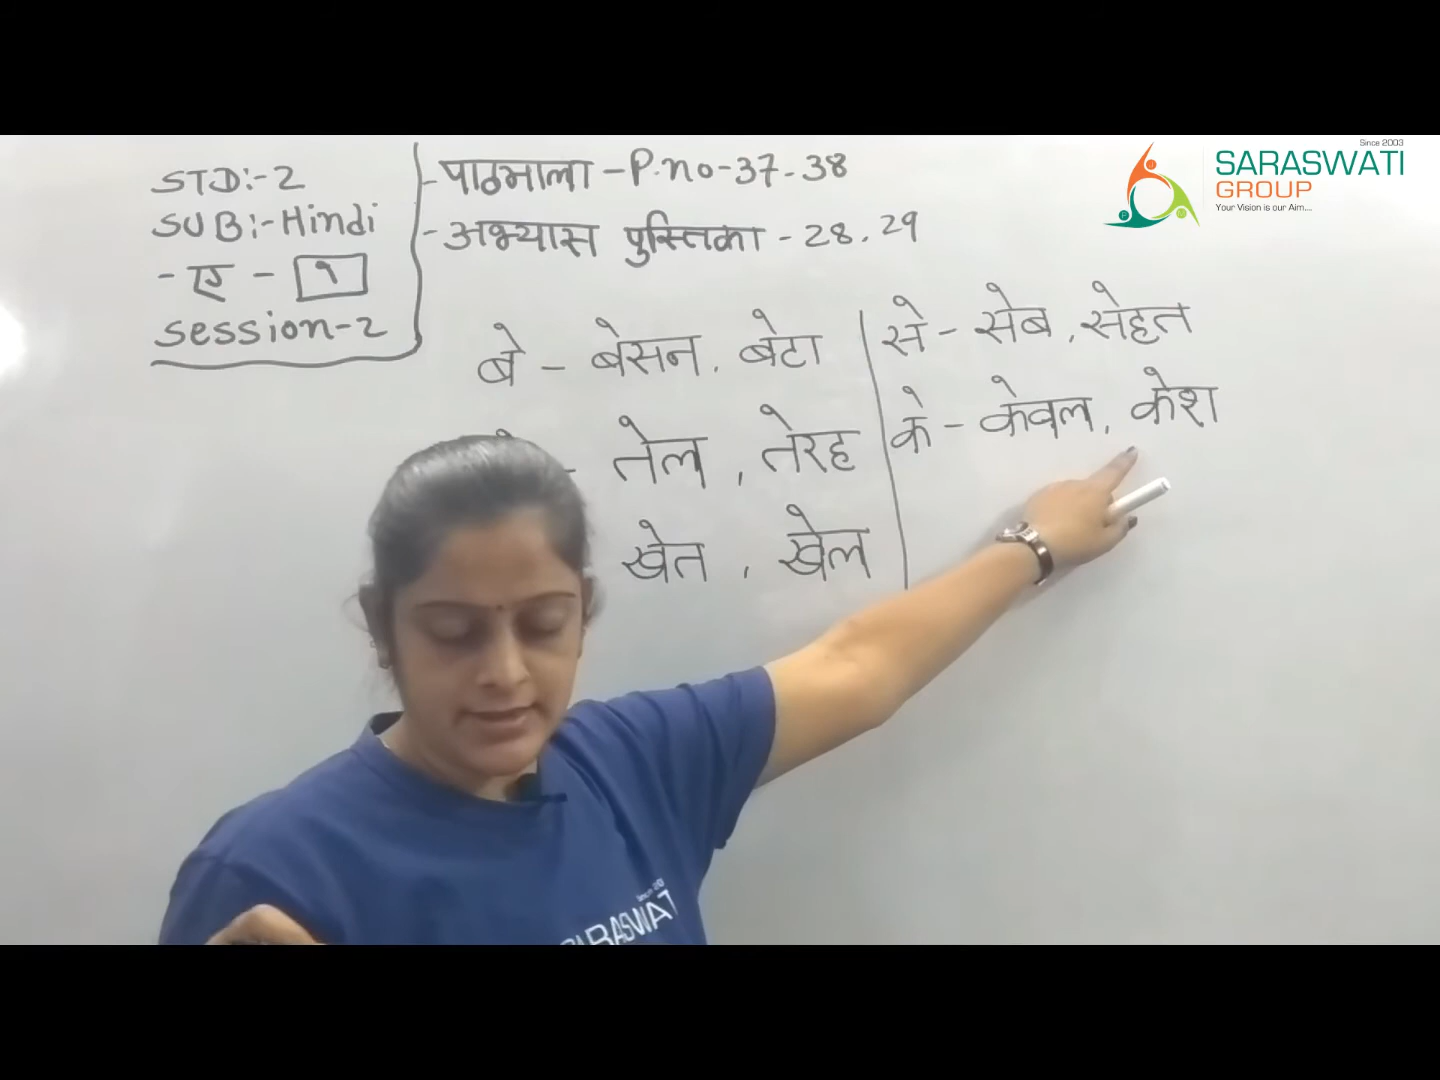 STD:-2
SUB:-Hindi
- ए - े
Session-2
- पाठमाला - P.no-37-38
- अभ्यास पुस्तिका - 28, 29
बे - बेसन, बेटा
- तेल, तेरह
खेत, खेल
से - सेब, सेहत
के - केवल, केश
Since 2003
SARASWATI
GROUP
Your Vision is our Aim....
SARASWAT